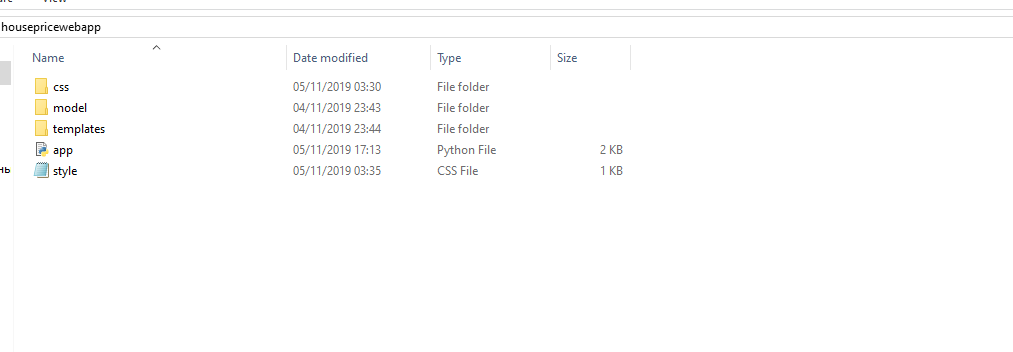 View
housepricewebapp
Name Date modified Type Size
css 05/11/2019 03:30 File folder
model 04/11/2019 23:43 File folder
templates 04/11/2019 23:44 File folder
app 05/11/2019 17:13 Python File 2 KB
нь style 05/11/2019 03:35 CSS File 1 KB